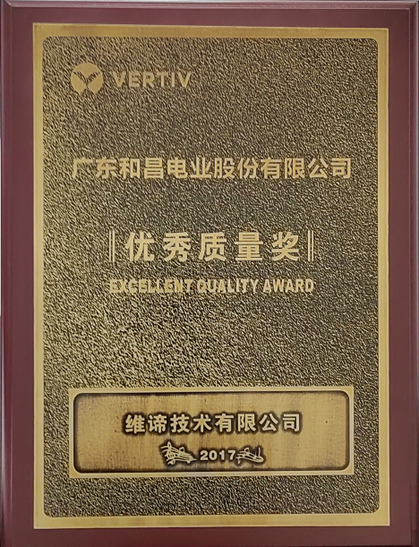 VERTIV
广东和昌电业股份有限公司
优秀质量奖
EXCELLENT QUALITY AWARD
维谛技术有限公司
2017